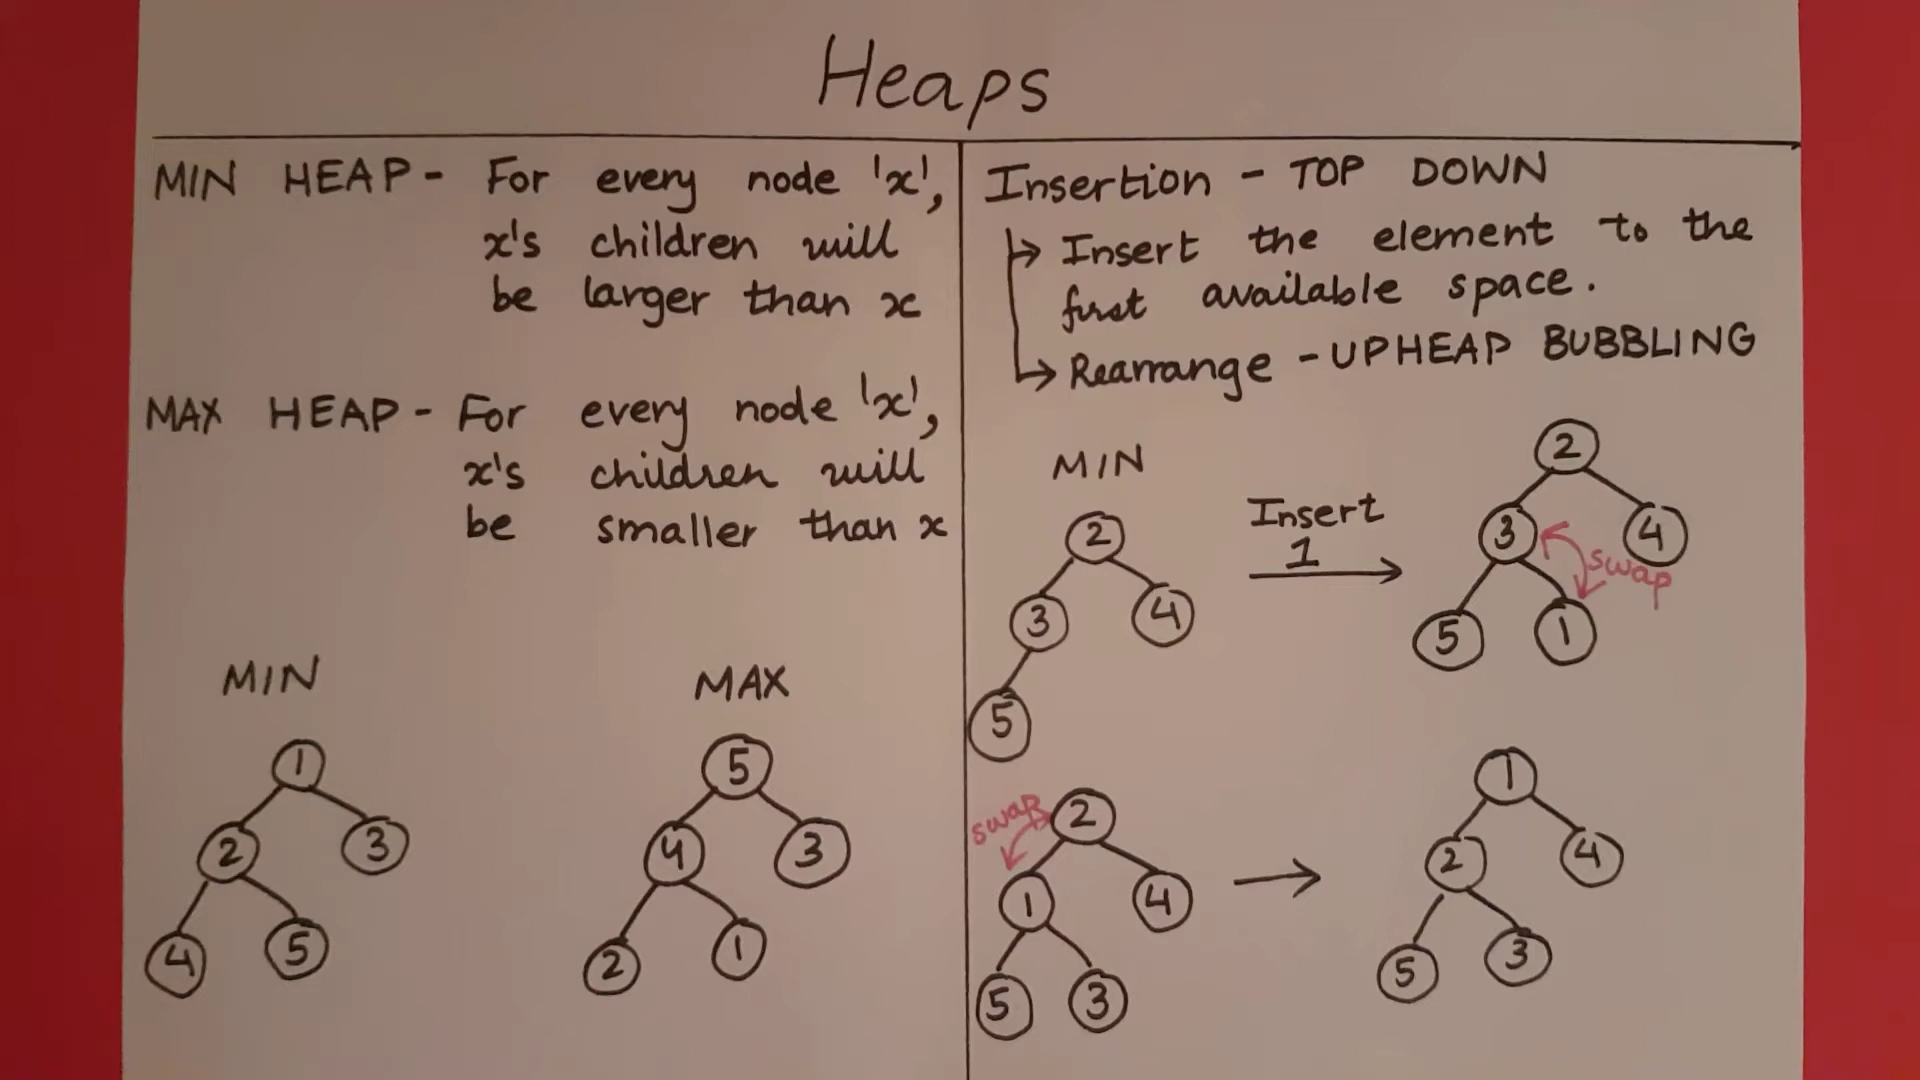 Heaps
MIN HEAP - For every node 'x',
x's children will
be larger than x
MAX HEAP - For every node 'x',
x's children will
be smaller than x
MIN
1
2
3
4
5
MAX
5
4
3
2
1
Insertion - TOP DOWN
Insert the element to the
first available space.
Rearrange - UPHEAP BUBBLING
MIN
2
3
4
5
Insert
1
2
3
4
swap
5
1
swap
2
1
4
5
3
1
2
4
5
3